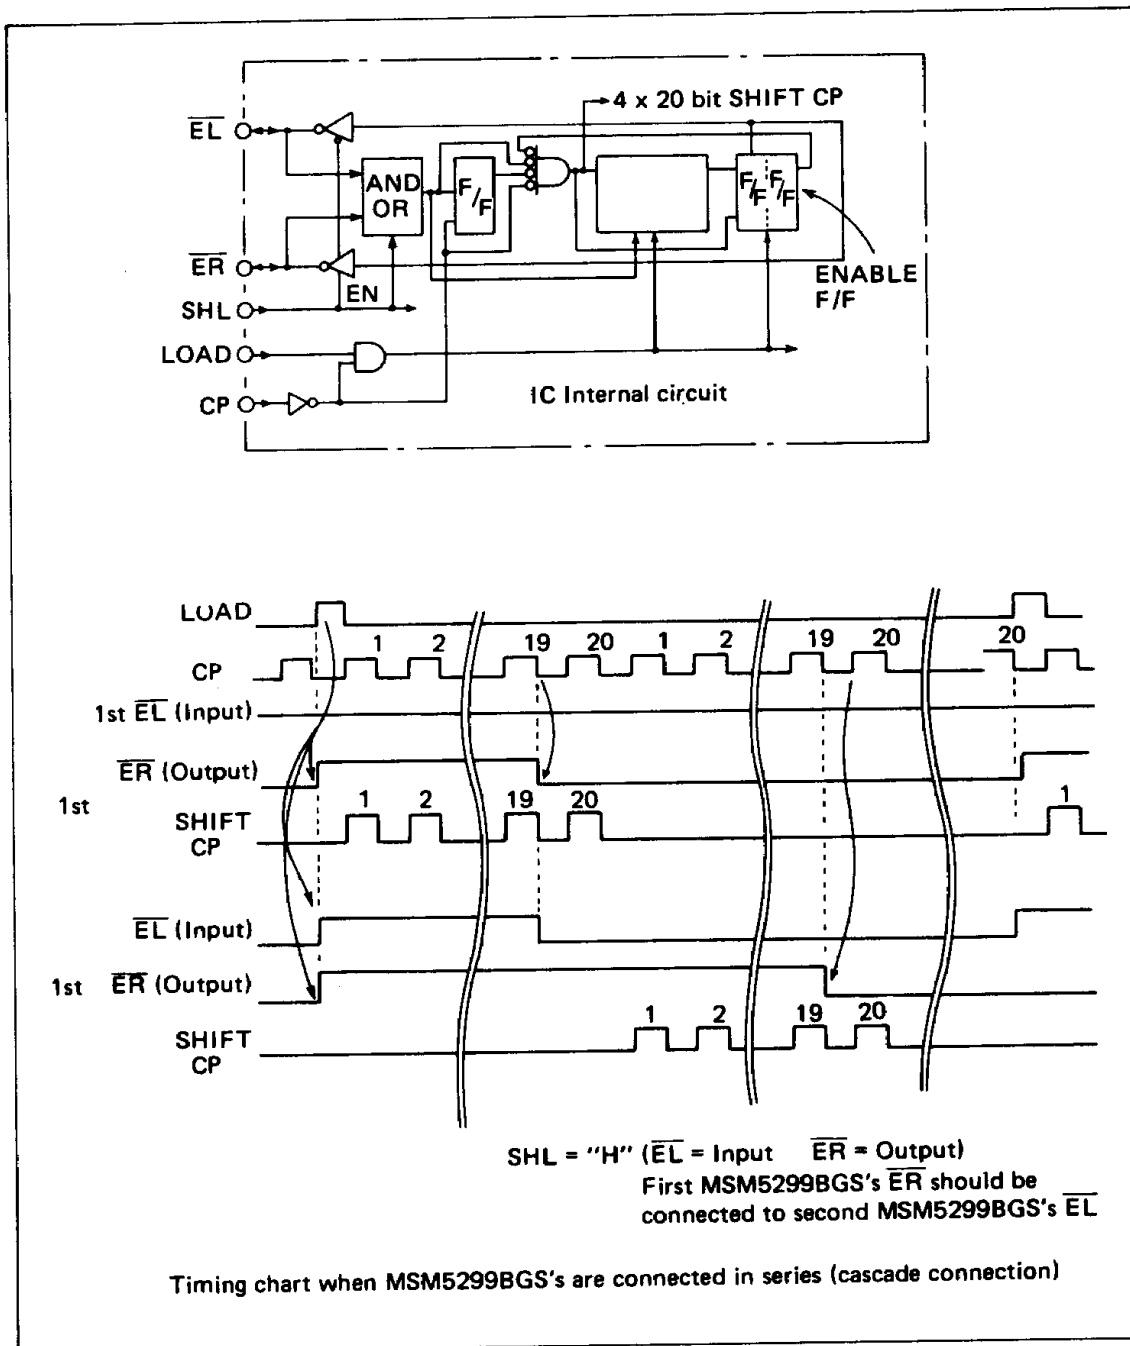 4 x 20 bit SHIFT CP
EL
AND
OR
F/F
F/F F/F
ER
EN
ENABLE
F/F
SHL
LOAD
CP
IC Internal circuit
LOAD
1 2 19 20 1 2 19 20 20
CP
1st EL (Input)
ER (Output)
1st
1 2 19 20 1
SHIFT
CP
EL (Input)
1st ER (Output)
1 2 19 20
SHIFT
CP
SHL = "H" (EL = Input ER = Output)
First MSM5299BGS's ER should be
connected to second MSM5299BGS's EL
Timing chart when MSM5299BGS's are connected in series (cascade connection)